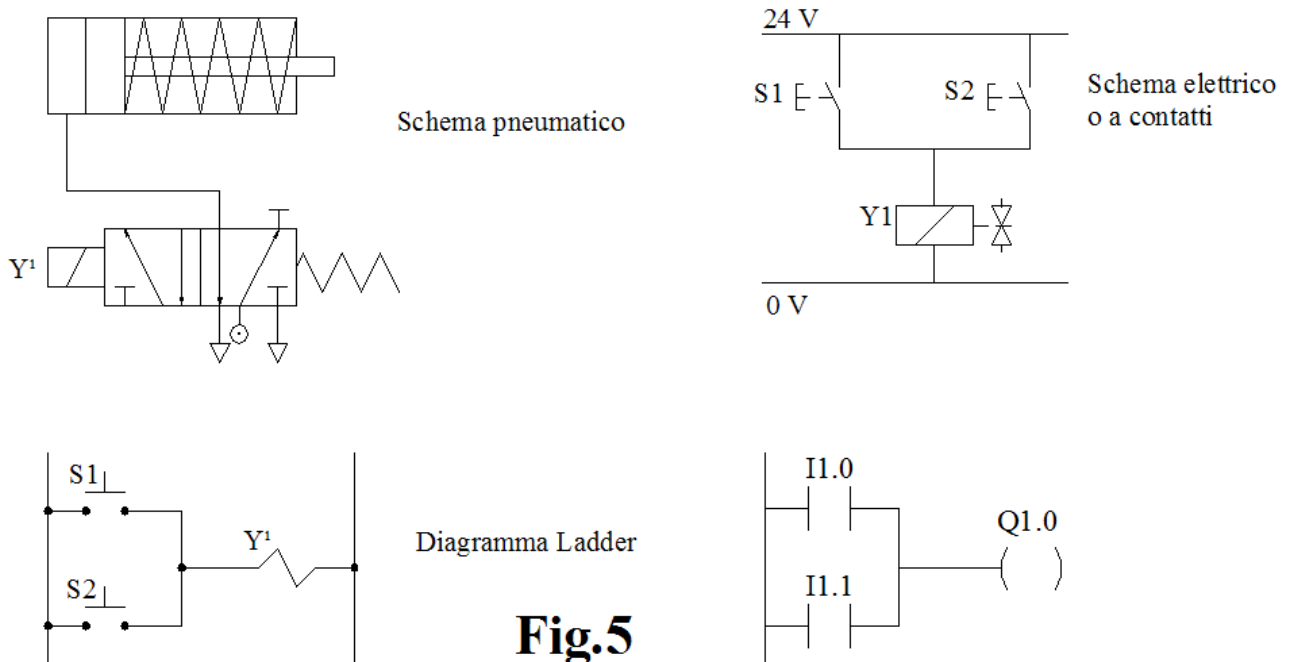 24 V
S1
S2
Schema elettrico
o a contatti
Schema pneumatico
Y1
Y¹
0 V
S1
I1.0
Y¹
Diagramma Ladder
Q1.0
S2
I1.1
Fig.5